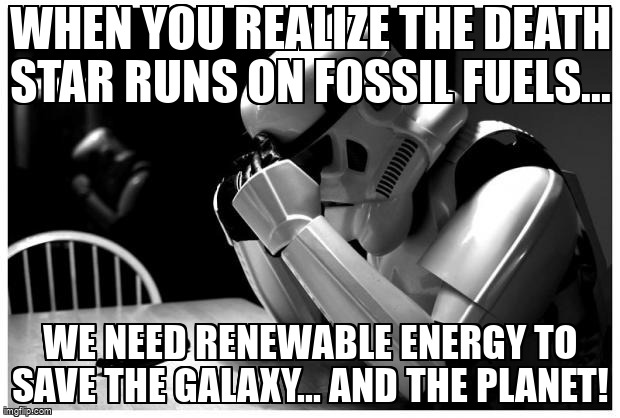 WHEN YOU REALIZE THE DEATH
STAR RUNS ON FOSSIL FUELS...
WE NEED RENEWABLE ENERGY TO
SAVE THE GALAXY... AND THE PLANET!
imgflip.com